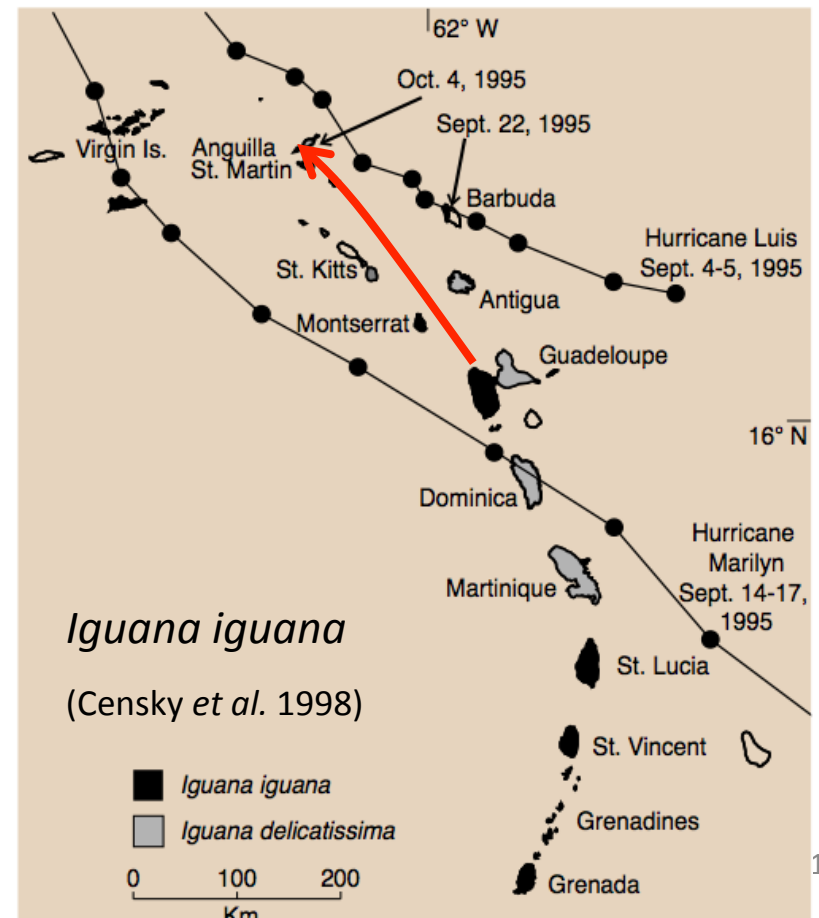 62° W
Oct. 4, 1995
Sept. 22, 1995
Virgin Is.
Anguilla
St. Martin
Barbuda
Hurricane Luis
Sept. 4-5, 1995
St. Kitts
Antigua
Montserrat
Guadeloupe
16° N
Dominica
Hurricane
Marilyn
Sept. 14-17,
1995
Martinique
Iguana iguana
(Censky et al. 1998)
St. Lucia
St. Vincent
Iguana iguana
Iguana delicatissima
Grenadines
Grenada
0 100 200
Km
1